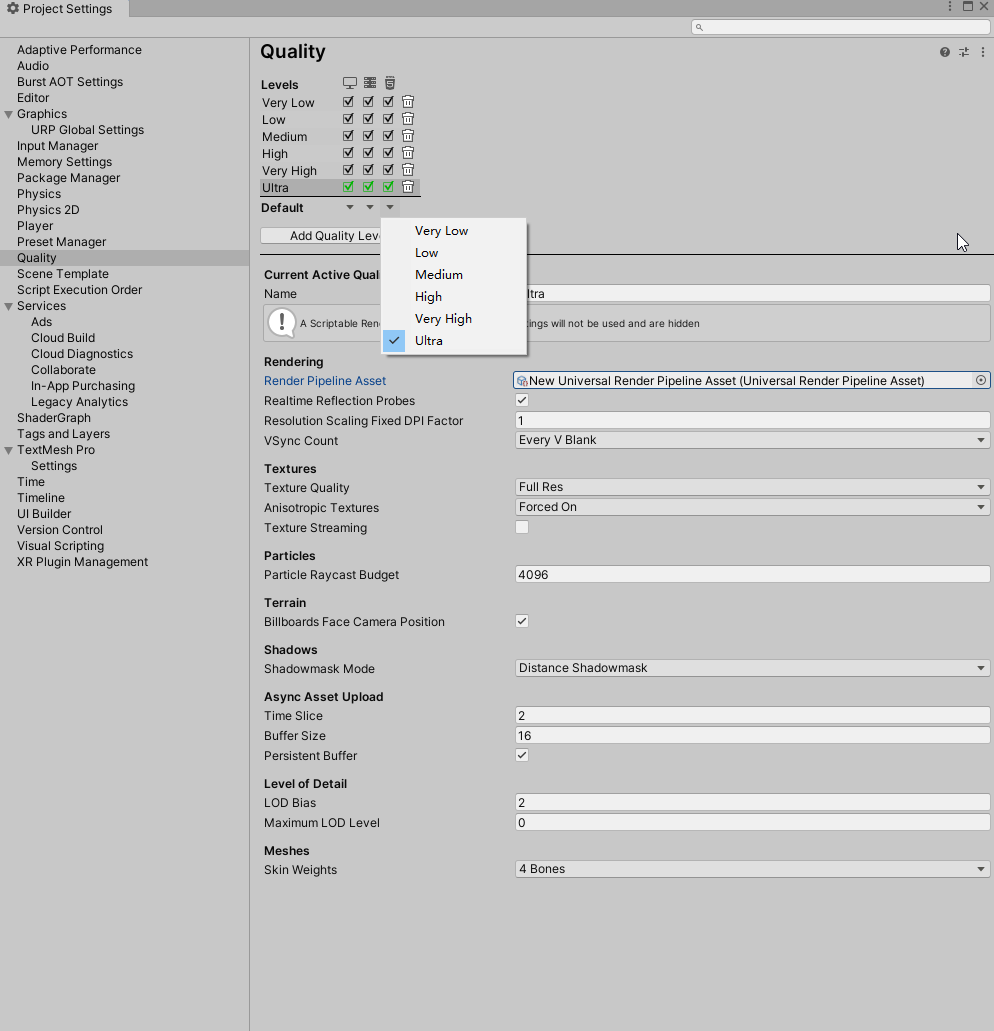 Project Settings
Adaptive Performance
Audio
Burst AOT Settings
Editor
Graphics
URP Global Settings
Input Manager
Memory Settings
Package Manager
Physics
Physics 2D
Player
Preset Manager
Quality
Scene Template
Script Execution Order
Services
Ads
Cloud Build
Cloud Diagnostics
Collaborate
In-App Purchasing
Legacy Analytics
ShaderGraph
Tags and Layers
TextMesh Pro
Settings
Time
Timeline
UI Builder
Version Control
Visual Scripting
XR Plugin Management
Quality
Levels
Very Low
Low
Medium
High
Very High
Ultra
Default
Add Quality Leve
Very Low
Low
Medium
High
Very High
Ultra
Current Active Quali
Name ltra
A Scriptable Rend tings will not be used and are hidden
Rendering
Render Pipeline Asset New Universal Render Pipeline Asset (Universal Render Pipeline Asset)
Realtime Reflection Probes
Resolution Scaling Fixed DPI Factor 1
VSync Count Every V Blank
Textures
Texture Quality Full Res
Anisotropic Textures Forced On
Texture Streaming
Particles
Particle Raycast Budget 4096
Terrain
Billboards Face Camera Position
Shadows
Shadowmask Mode Distance Shadowmask
Async Asset Upload
Time Slice 2
Buffer Size 16
Persistent Buffer
Level of Detail
LOD Bias 2
Maximum LOD Level 0
Meshes
Skin Weights 4 Bones